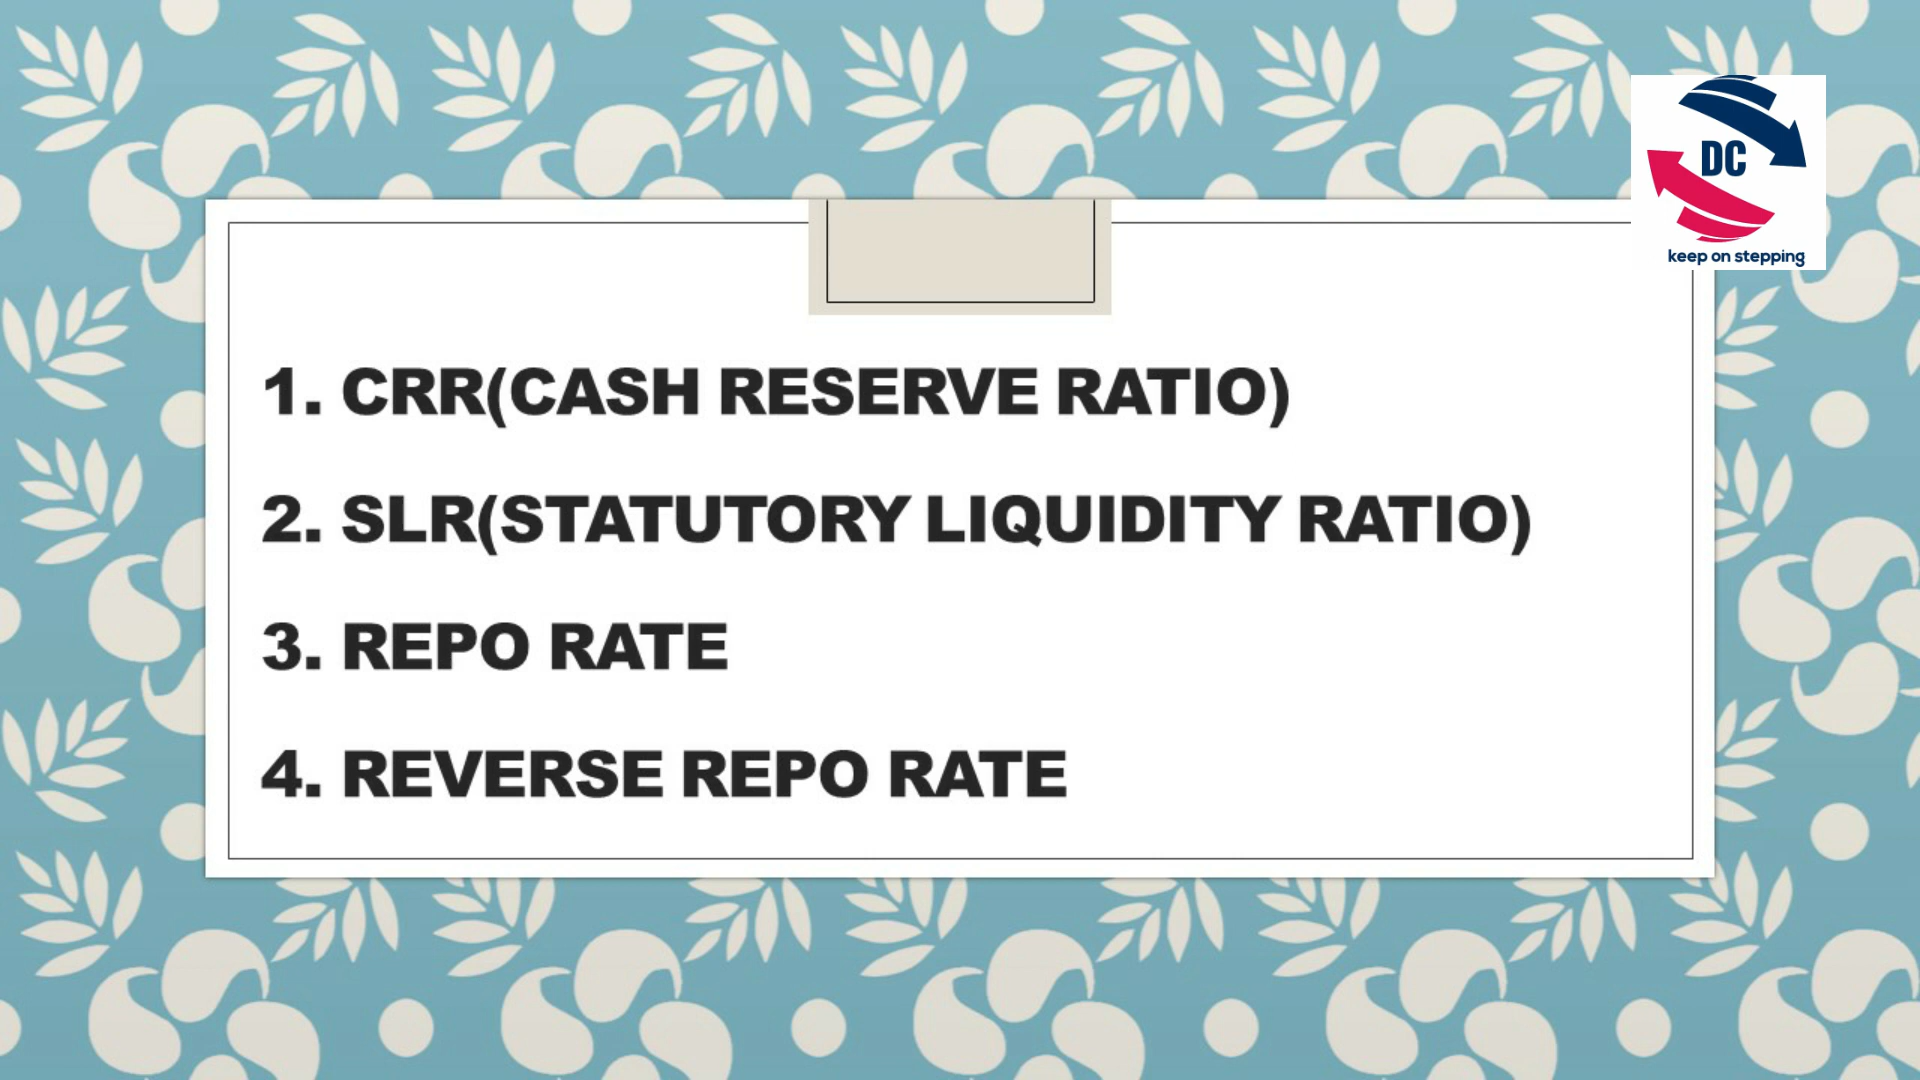 DC
keep on stepping
1. CRR(CASH RESERVE RATIO)
2. SLR(STATUTORY LIQUIDITY RATIO)
3. REPO RATE
4. REVERSE REPO RATE